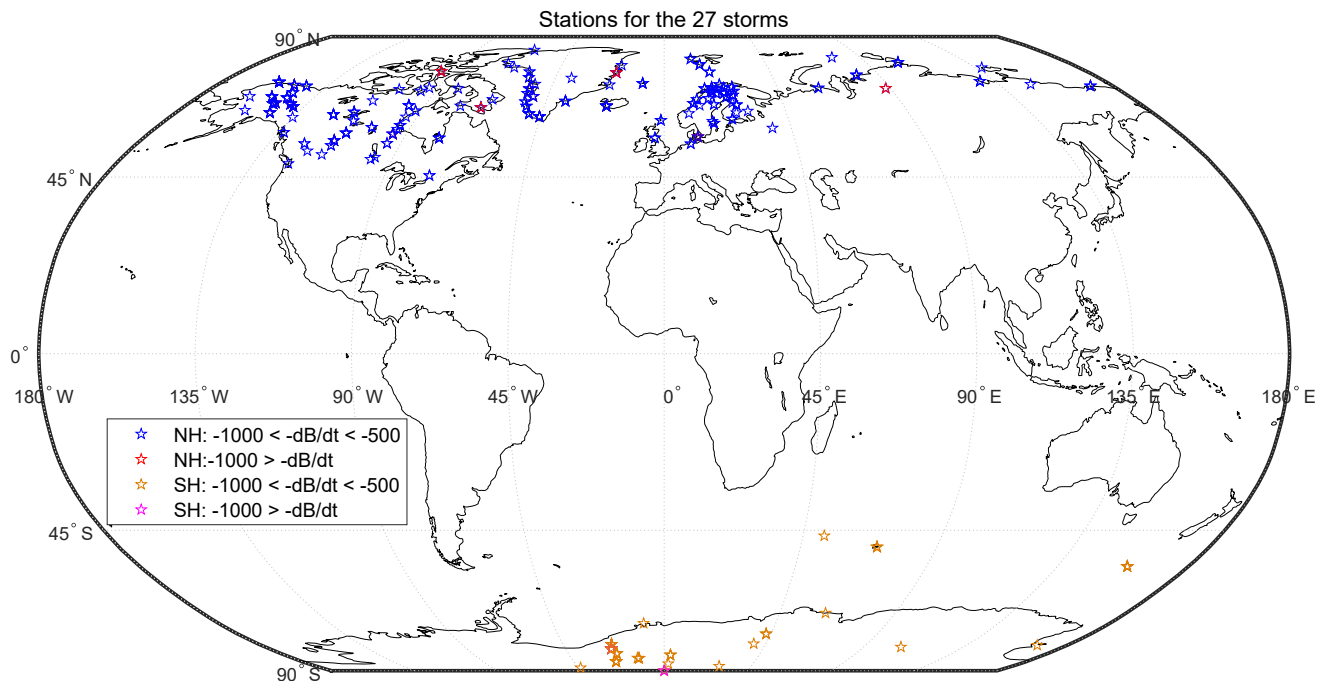 Stations for the 27 storms
90° N
45° N
0°
180° W 135° W 90° W 45° W 0° 45° E 90° E 135° E 180° E
NH: -1000 < -dB/dt < -500
NH:-1000 > -dB/dt
SH: -1000 < -dB/dt < -500
SH: -1000 > -dB/dt
45° S
90° S